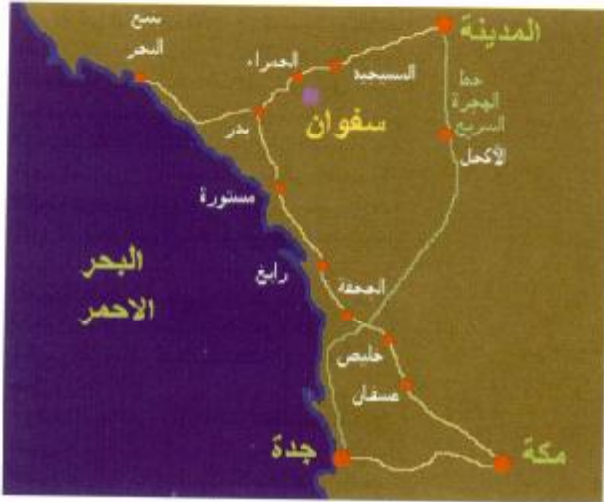 ينبع
البحر
المدينة
الحمراء
المسيجيد
خط
الهجرة
السريع
سفوان
بدر
الأكحل
مستورة
رابغ
البحر
الاحمر
الجحفة
خليص
عسفان
جدة
مكة